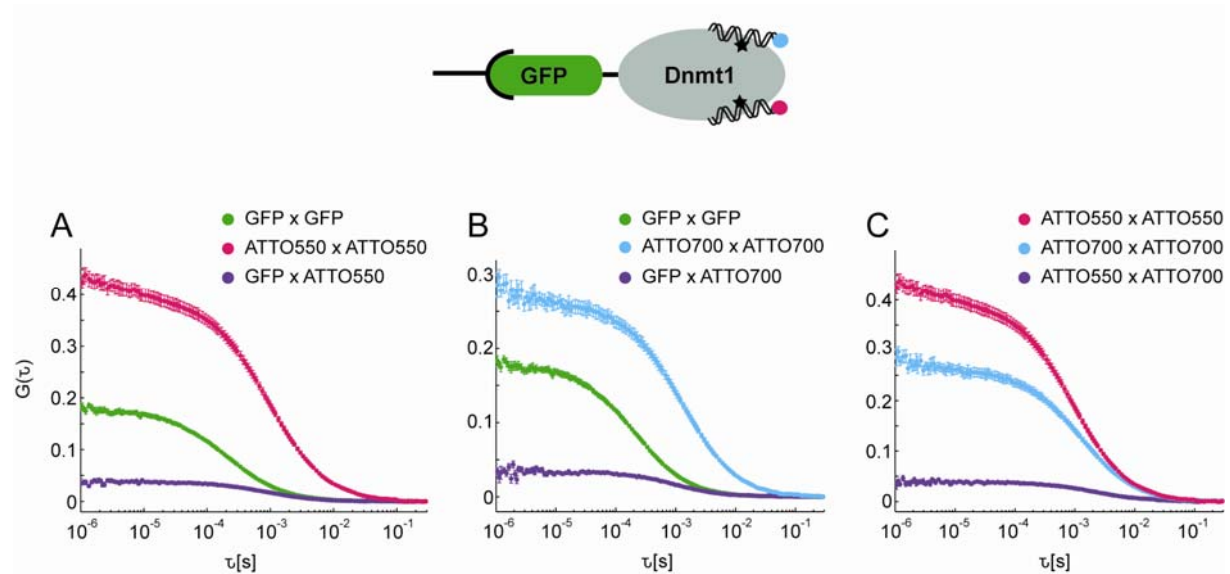 GFP
Dnmt1
A
GFP x GFP
ATTO550 x ATTO550
GFP x ATTO550
G(τ)
0.4
0.3
0.2
0.1
0
10-6
10-5
10-4
10-3
10-2
10-1
τ[s]
B
GFP x GFP
ATTO700 x ATTO700
GFP x ATTO700
0.3
0.2
0.1
0
10-6
10-5
10-4
10-3
10-2
10-1
τ[s]
C
ATTO550 x ATTO550
ATTO700 x ATTO700
ATTO550 x ATTO700
0.4
0.3
0.2
0.1
0
10-6
10-5
10-4
10-3
10-2
10-1
τ[s]